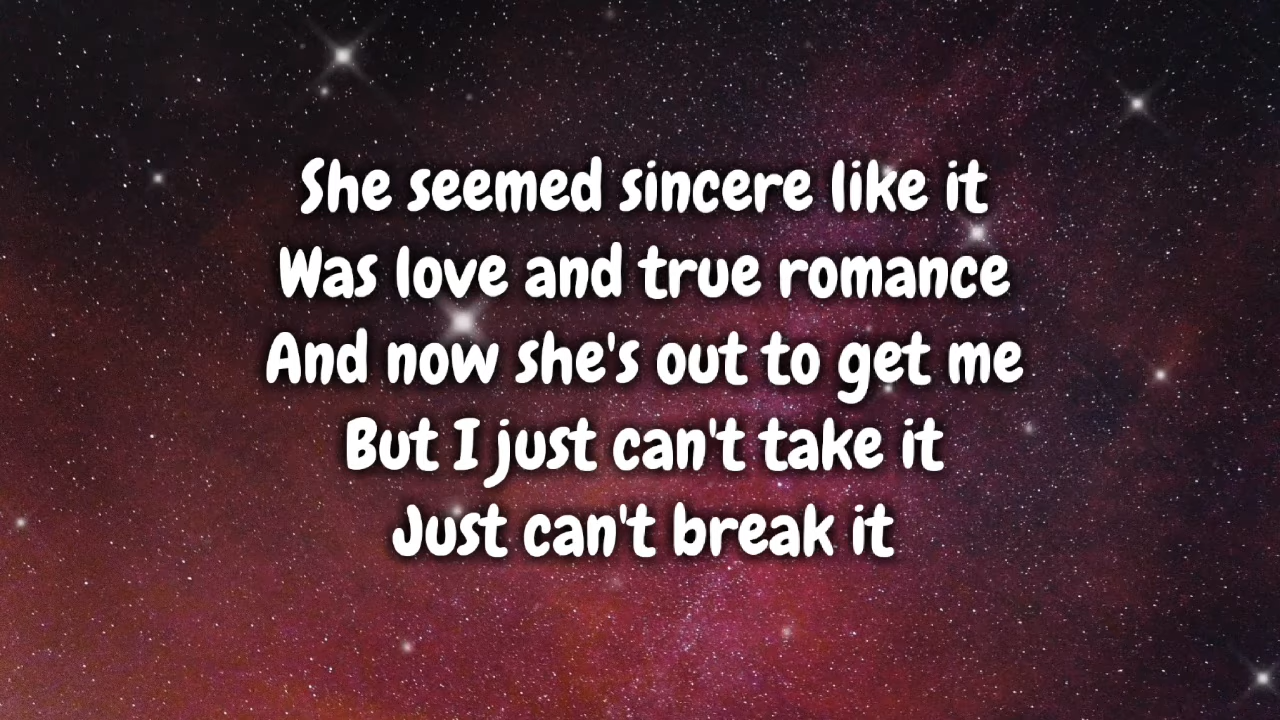 She seemed sincere like it
Was love and true romance
And now she's out to get me
But I just can't take it
Just can't break it